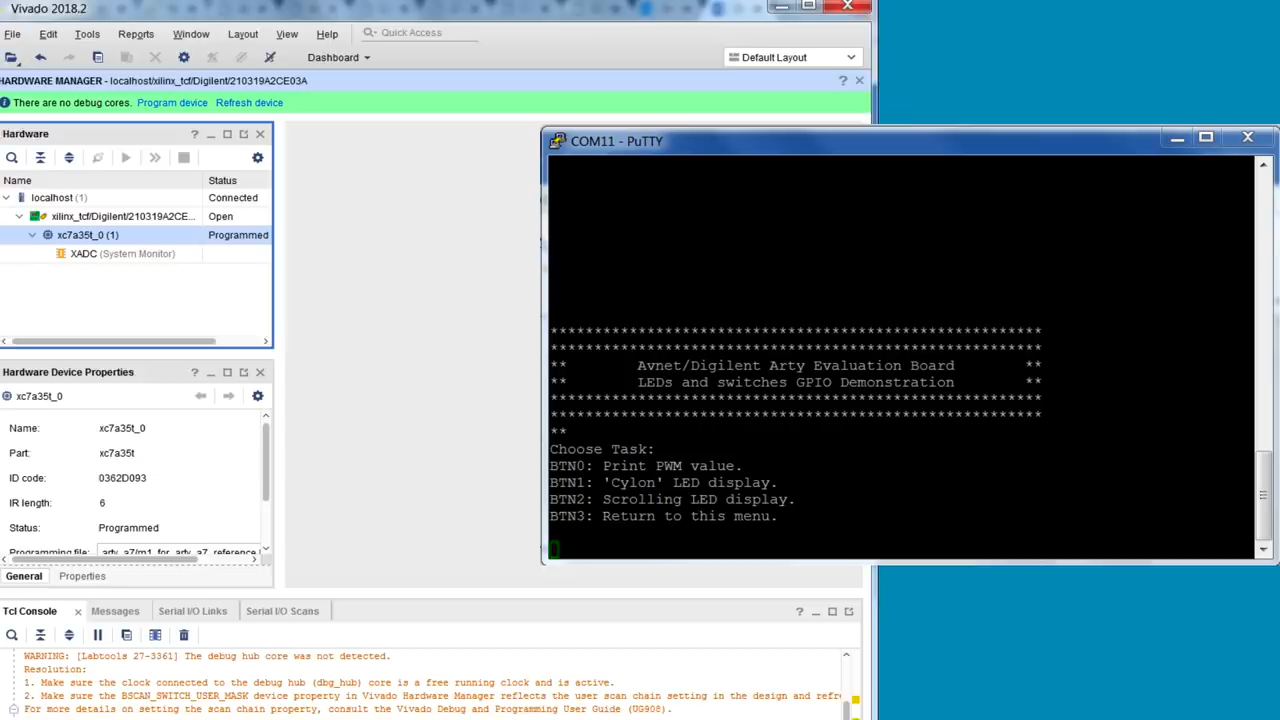 Vivado 2018.2
File Edit Tools Reports Window Layout View Help Quick Access
Dashboard Default Layout
HARDWARE MANAGER - localhost/xilinx_tcf/Digilent/210319A2CE03A
There are no debug cores. Program device Refresh device
Hardware
Name Status
localhost (1) Connected
xilinx_tcf/Digilent/210319A2CE... Open
xc7a35t_0 (1) Programmed
XADC (System Monitor)
Hardware Device Properties
xc7a35t_0
Name: xc7a35t_0
Part: xc7a35t
ID code: 0362D093
IR length: 6
Status: Programmed
Programming file: arty_a7/m1_for_arty_a7_reference
General Properties
COM11 - PuTTY
********************************************************
********************************************************
** Avnet/Digilent Arty Evaluation Board **
** LEDs and switches GPIO Demonstration **
********************************************************
********************************************************
**
Choose Task:
BTN0: Print PWM value.
BTN1: 'Cylon' LED display.
BTN2: Scrolling LED display.
BTN3: Return to this menu.
Tcl Console Messages Serial I/O Links Serial I/O Scans
WARNING: [Labtools 27-3361] The debug hub core was not detected.
Resolution:
1. Make sure the clock connected to the debug hub (dbg_hub) core is a free running clock and is active.
2. Make sure the BSCAN_SWITCH_USER_MASK device property in Vivado Hardware Manager reflects the user scan chain setting in the design and refre
For more details on setting the scan chain property, consult the Vivado Debug and Programming User Guide (UG908).